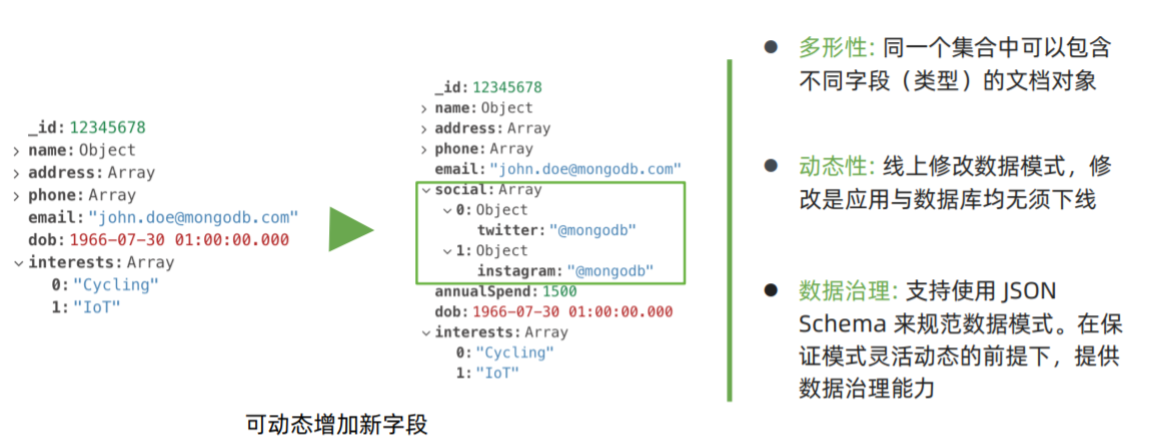 _id: 12345678
name: Object
address: Array
phone: Array
email: "john.doe@mongodb.com"
dob: 1966-07-30 01:00:00.000
interests: Array
0: "Cycling"
1: "IoT"
_id: 12345678
name: Object
address: Array
phone: Array
email: "john.doe@mongodb.com"
social: Array
0: Object
twitter: "@mongodb"
1: Object
instagram: "@mongodb"
annualSpend: 1500
dob: 1966-07-30 01:00:00.000
interests: Array
0: "Cycling"
1: "IoT"
可动态增加新字段
多形性: 同一个集合中可以包含
不同字段（类型）的文档对象
动态性: 线上修改数据模式，修
改是应用与数据库均无须下线
数据治理: 支持使用 JSON
Schema 来规范数据模式。在保
证模式灵活动态的前提下，提供
数据治理能力